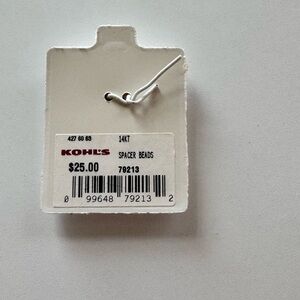 427 60 63 14KT
KOHL'S SPACER BEADS
$25.00 79213
0 99648 79213 2